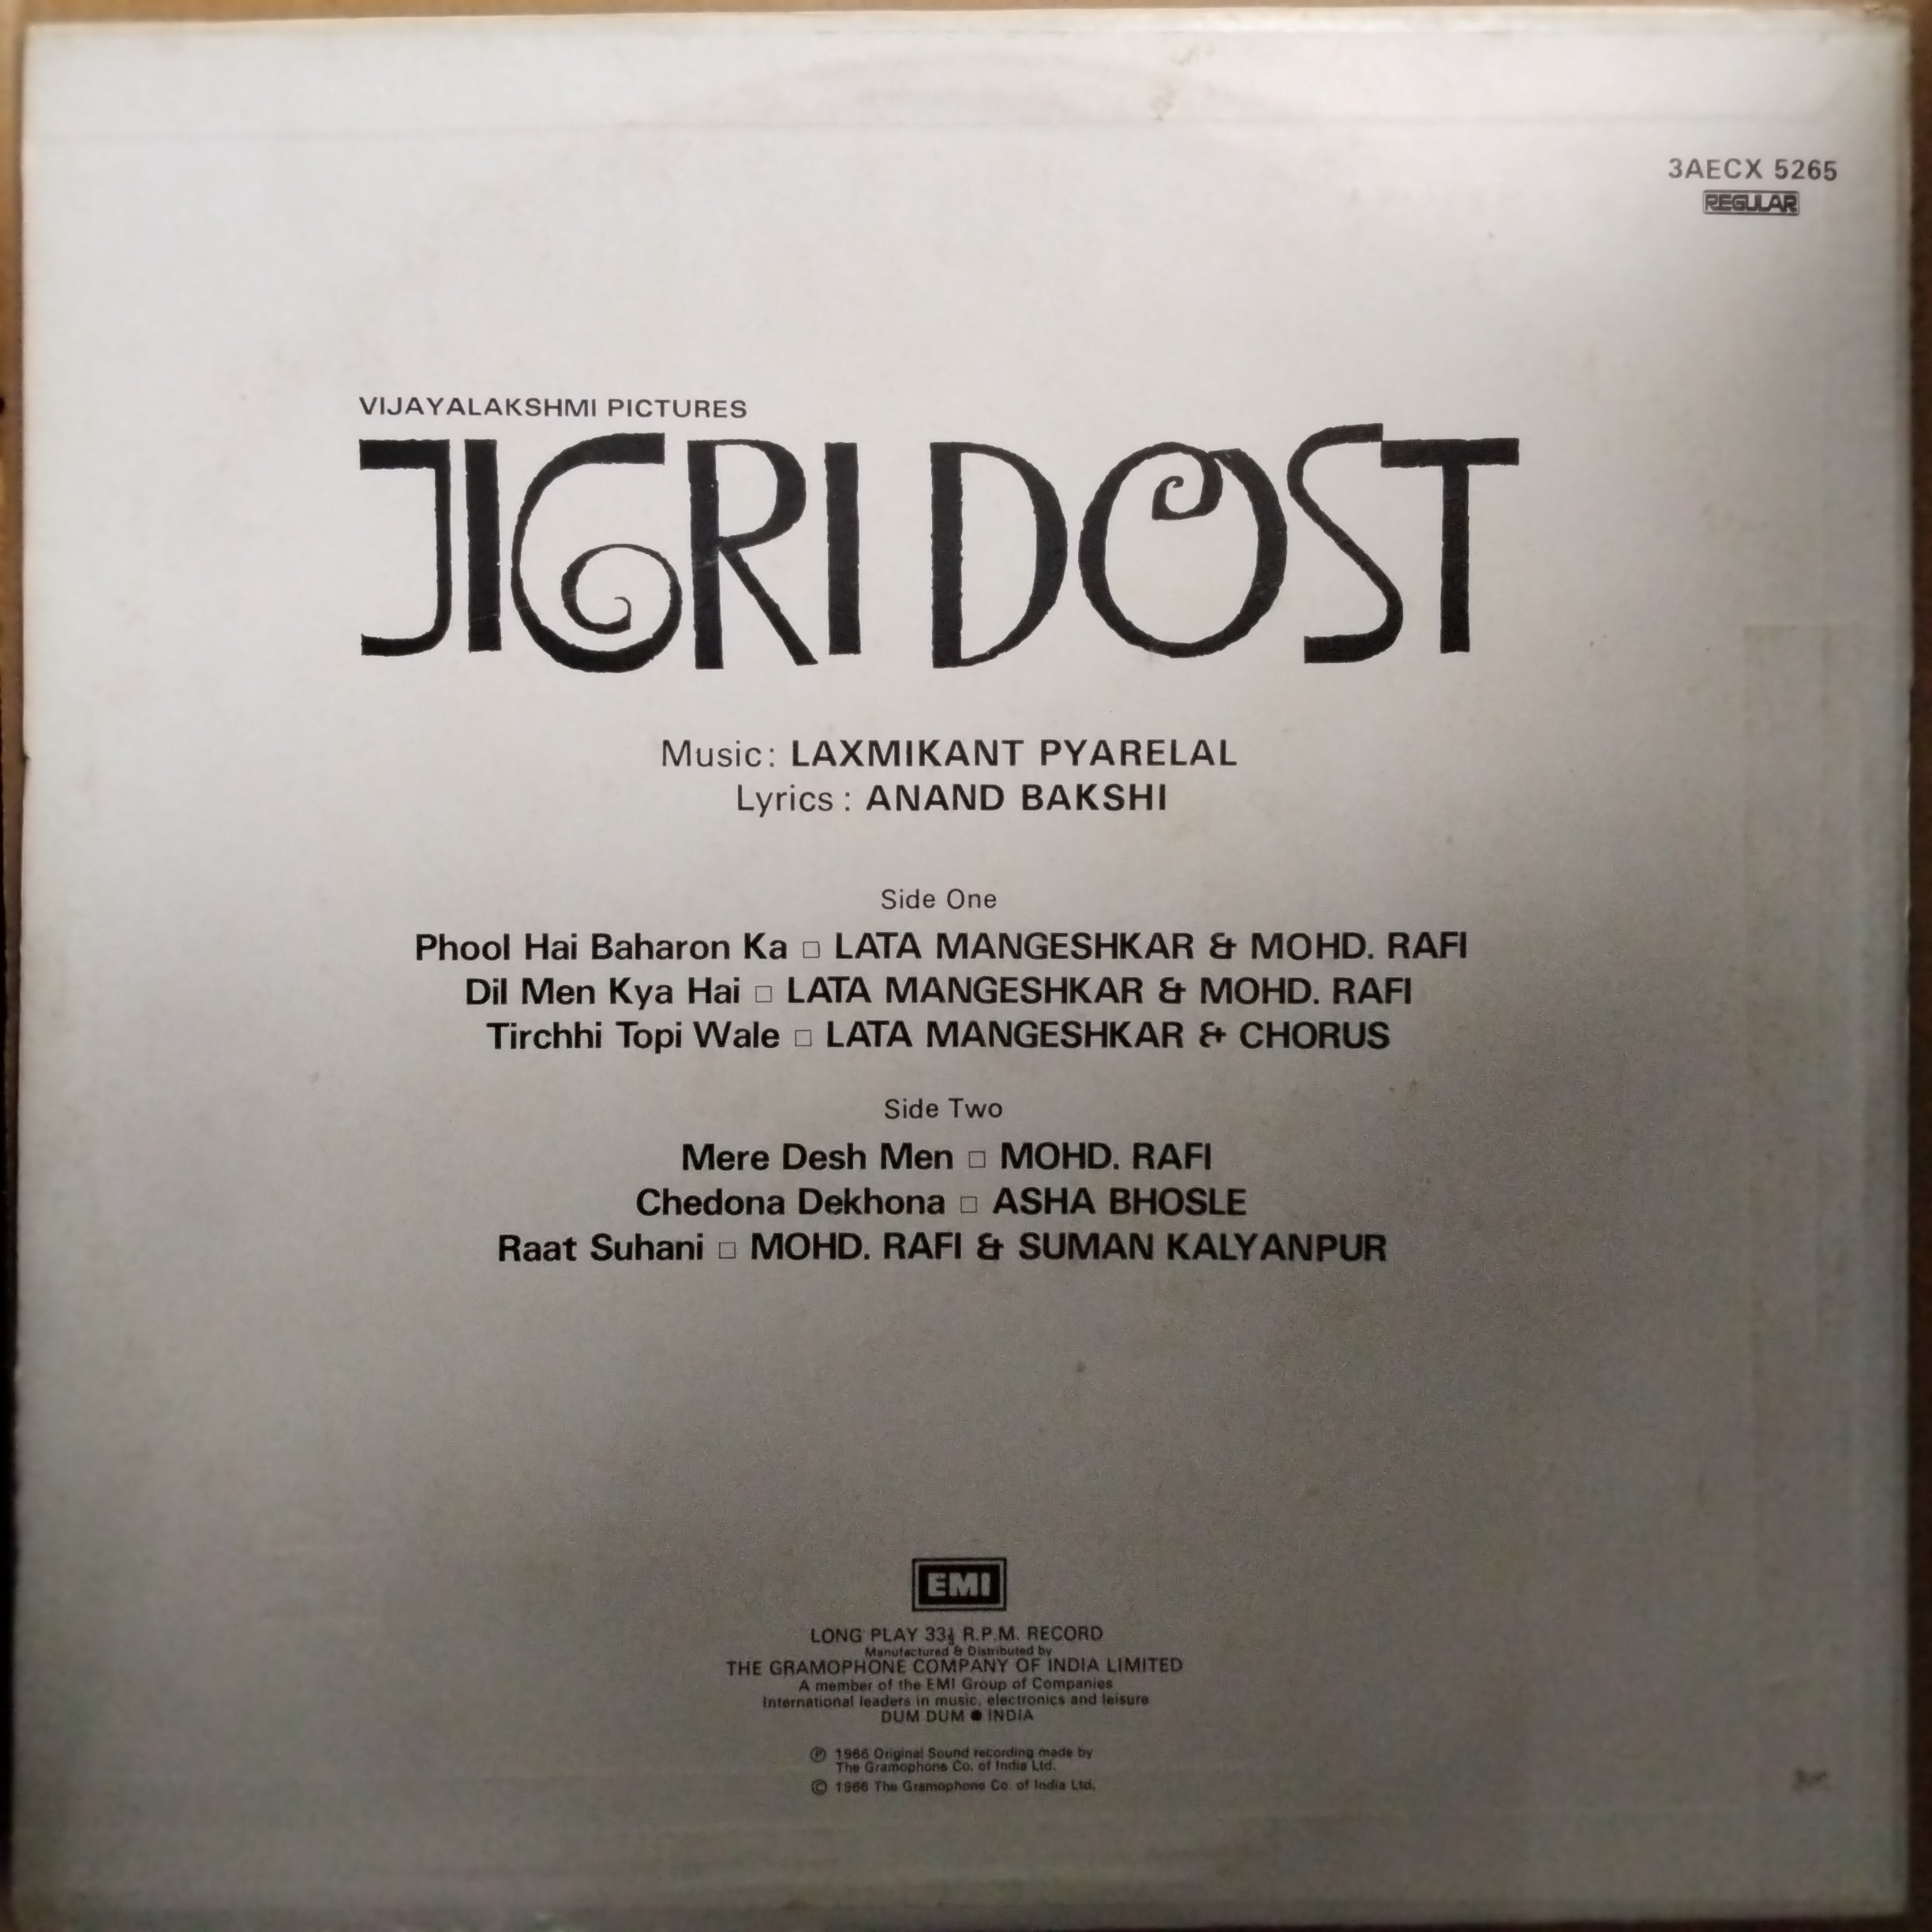 3AECX 5265
REGULAR
VIJAYALAKSHMI PICTURES
JIGRI DOST
Music: LAXMIKANT PYARELAL
Lyrics : ANAND BAKSHI
Side One
Phool Hai Baharon Ka □ LATA MANGESHKAR & MOHD. RAFI
Dil Men Kya Hai □ LATA MANGESHKAR & MOHD. RAFI
Tirchhi Topi Wale □ LATA MANGESHKAR & CHORUS
Side Two
Mere Desh Men □ MOHD. RAFI
Chedona Dekhona □ ASHA BHOSLE
Raat Suhani □ MOHD. RAFI & SUMAN KALYANPUR
EMI
LONG PLAY 33⅓ R.P.M. RECORD
Manufactured & Distributed by
THE GRAMOPHONE COMPANY OF INDIA LIMITED
A member of the EMI Group of Companies
International leaders in music, electronics and leisure
DUM DUM ● INDIA
℗ 1966 Original Sound recording made by
The Gramophone Co. of India Ltd.
© 1966 The Gramophone Co. of India Ltd.